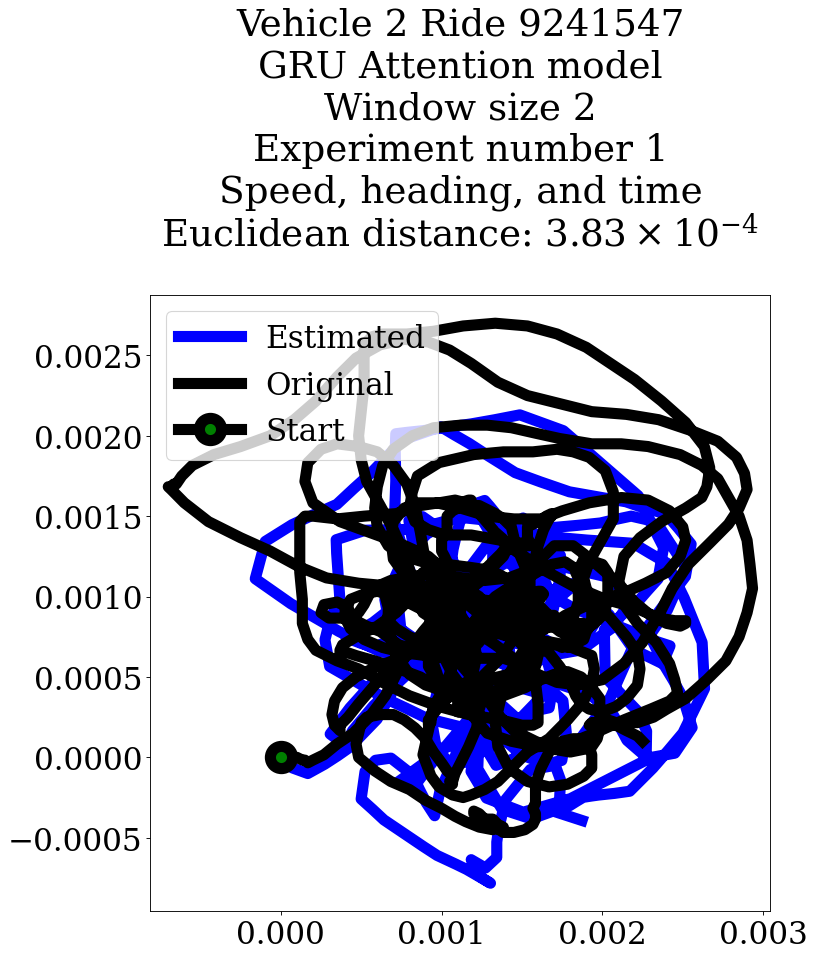 Vehicle 2 Ride 9241547
GRU Attention model
Window size 2
Experiment number 1
Speed, heading, and time
Euclidean distance: 3.83 × 10⁻⁴
Estimated
Original
Start
0.0025
0.0020
0.0015
0.0010
0.0005
0.0000
−0.0005
0.000 0.001 0.002 0.003